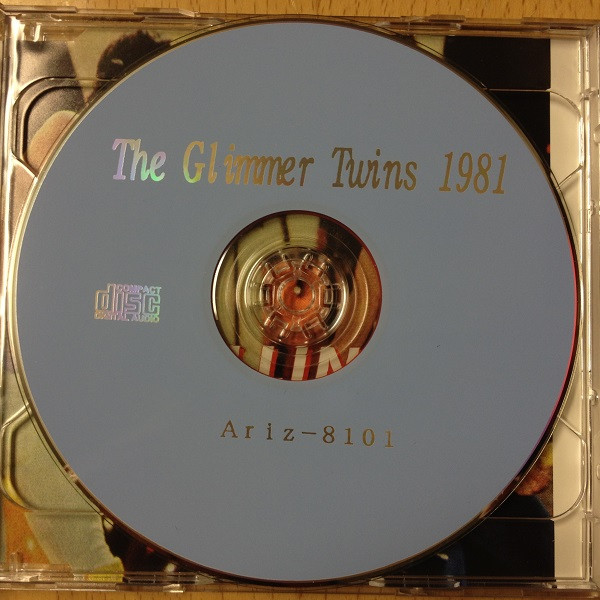 The Glimmer Twins 1981
COMPACT
disc
DIGITAL AUDIO
Ariz-8101